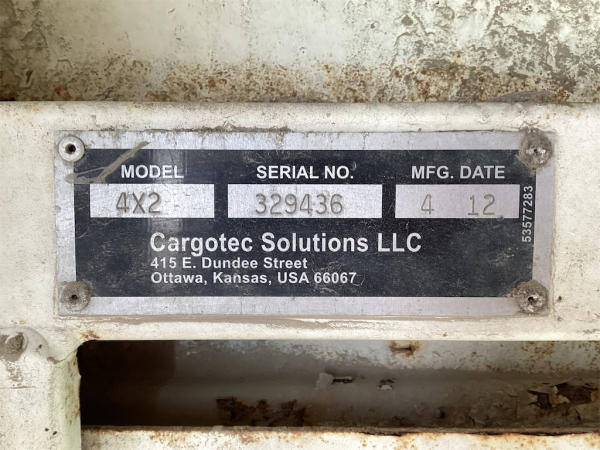 MODEL SERIAL NO. MFG. DATE
4X2 329436 4 12
Cargotec Solutions LLC
415 E. Dundee Street
Ottawa, Kansas, USA 66067
53577283